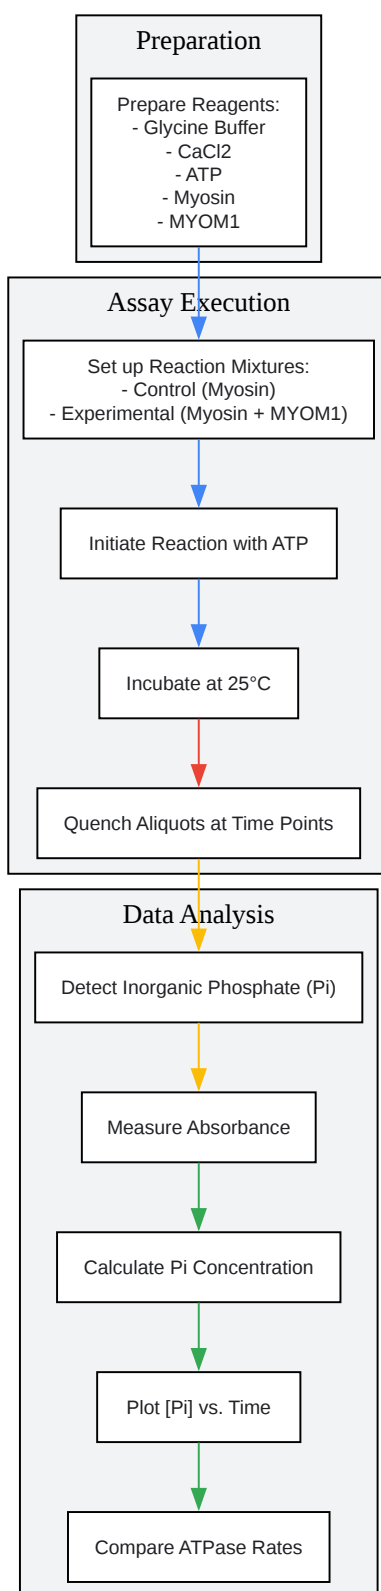 Preparation
Prepare Reagents:
- Glycine Buffer
- CaCl2
- ATP
- Myosin
- MYOM1
Assay Execution
Set up Reaction Mixtures:
- Control (Myosin)
- Experimental (Myosin + MYOM1)
Initiate Reaction with ATP
Incubate at 25°C
Quench Aliquots at Time Points
Data Analysis
Detect Inorganic Phosphate (Pi)
Measure Absorbance
Calculate Pi Concentration
Plot [Pi] vs. Time
Compare ATPase Rates